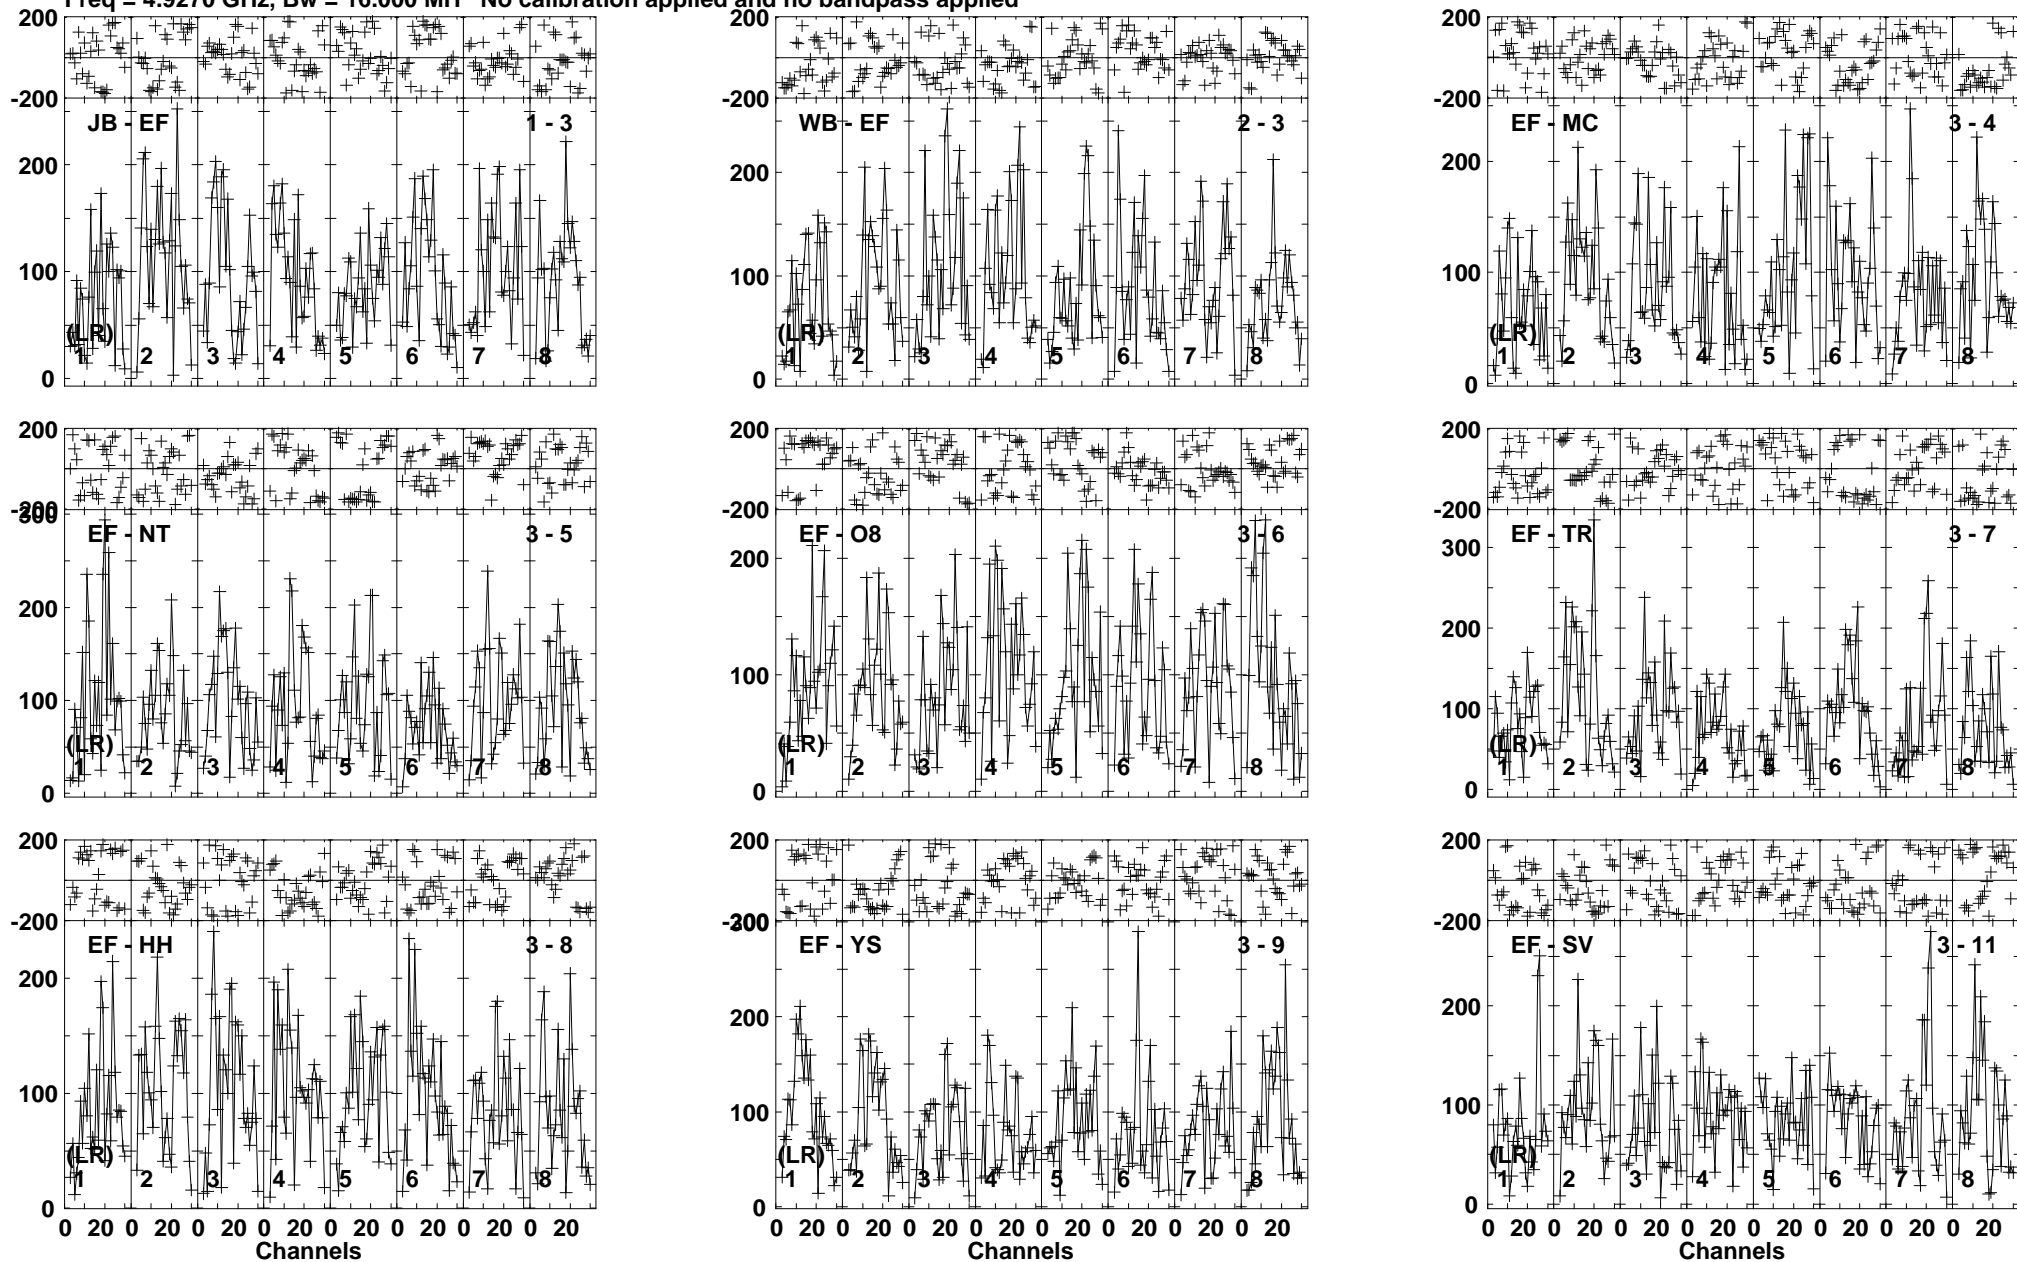 Freq = 4.9270 GHz, Bw = 16.000 MH No calibration applied and no bandpass applied
200 200 200
-200 -200 -200
JB - EF 1 - 3 WB - EF 2 - 3 EF - MC 3 - 4
200 200 200
100 100 100
(LR) (LR) (LR)
1 2 3 4 5 6 7 8 1 2 3 4 5 6 7 8 1 2 3 4 5 6 7 8
0 0 0
200 200 200
-200 -200 -200
300
EF - NT 3 - 5 EF - O8 3 - 6 EF - TR 3 - 7
300
200 200 200
100 100 100
(LR) (LR) (LR)
1 2 3 4 5 6 7 8 1 2 3 4 5 6 7 8 1 2 3 4 5 6 7 8
0 0 0
200 200 200
-200 -200 -200
300
EF - HH 3 - 8 EF - YS 3 - 9 EF - SV 3 - 11
200 200 200
100 100 100
(LR) (LR) (LR)
1 2 3 4 5 6 7 8 1 2 3 4 5 6 7 8 1 2 3 4 5 6 7 8
0 0 0
0 20 0 20 0 20 0 20 0 20 0 20 0 20 0 20 0 20 0 20 0 20 0 20 0 20 0 20 0 20 0 20 0 20 0 20 0 20 0 20 0 20 0 20 0 20 0 20
Channels Channels Channels